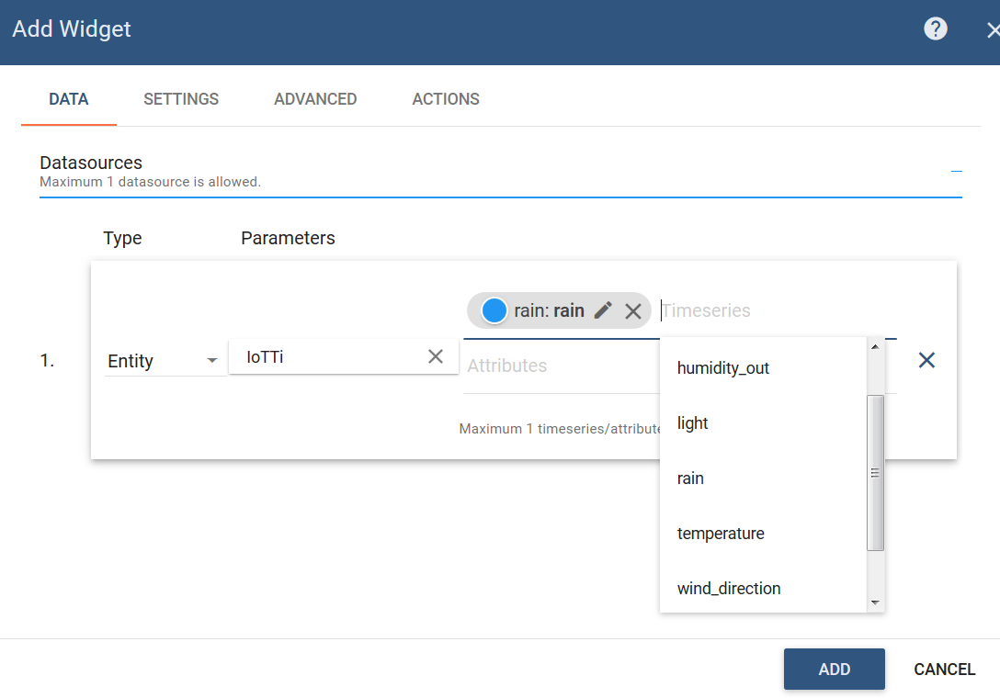 Add Widget
?
DATA SETTINGS ADVANCED ACTIONS
Datasources
Maximum 1 datasource is allowed.
Type Parameters
rain: rain Timeseries
1. Entity IoTTi
Attributes
Maximum 1 timeseries/attribute
humidity_out
light
rain
temperature
wind_direction
ADD CANCEL